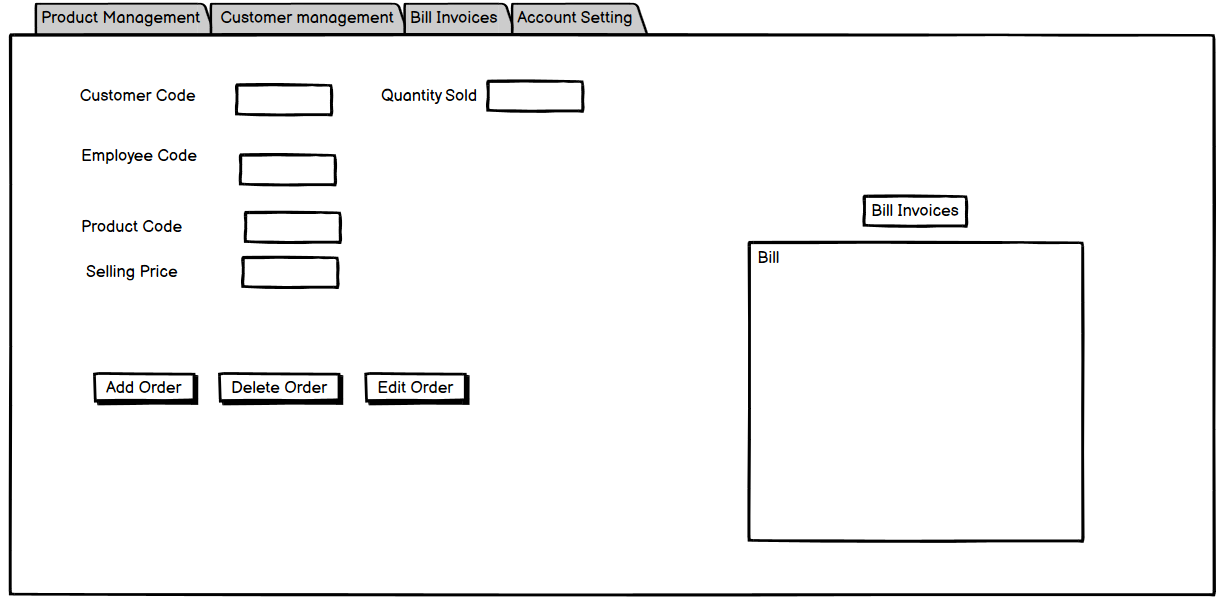 Product Management
Customer management
Bill Invoices
Account Setting
Customer Code
Quantity Sold
Employee Code
Product Code
Selling Price
Add Order
Delete Order
Edit Order
Bill Invoices
Bill